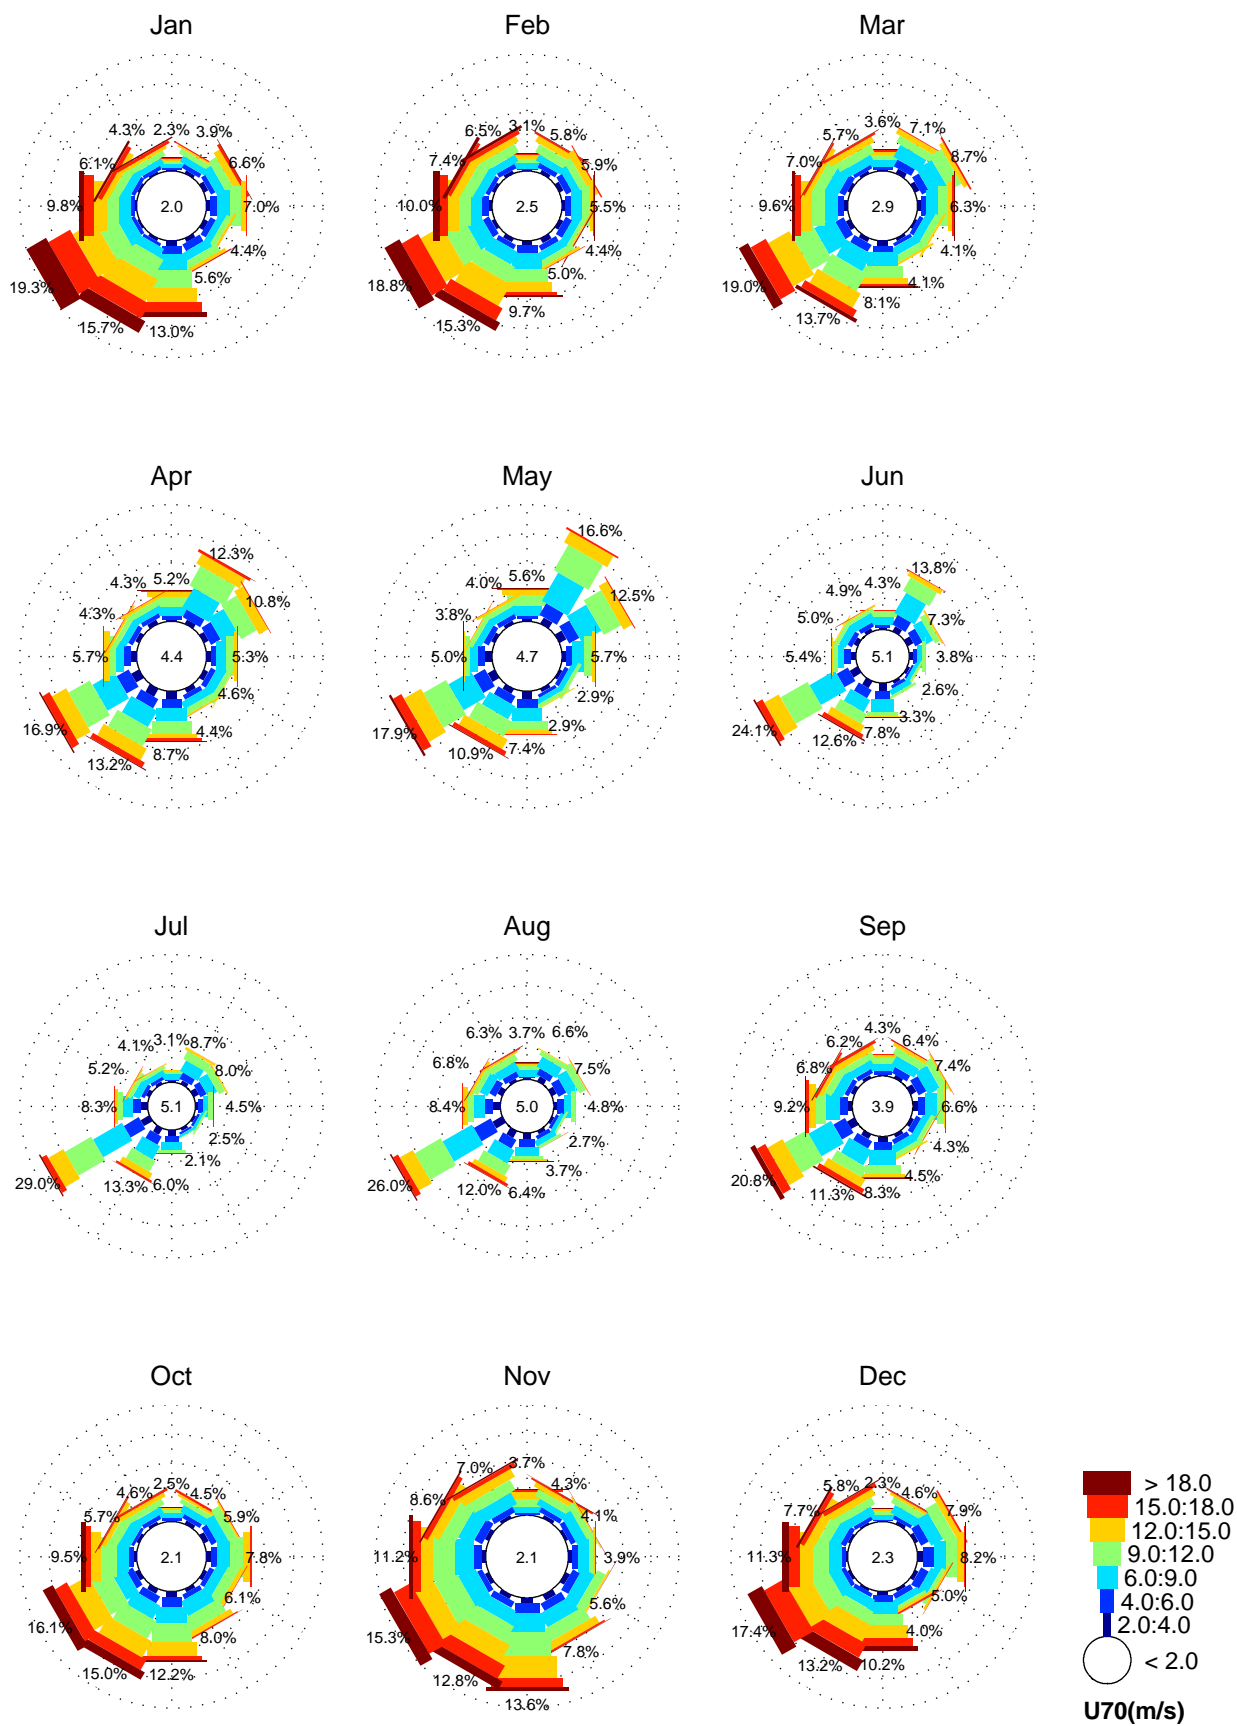 Jan Feb Mar
4.3% 2.3% 3.9%
6.1% 6.6%
9.8% 2.0 7.0%
4.4%
19.3% 5.6%
15.7% 13.0%
6.5% 3.1% 5.8%
7.4% 5.9%
10.0% 2.5 5.5%
4.4%
18.8% 5.0%
15.3% 9.7%
5.7% 3.6% 7.1%
7.0% 8.7%
9.6% 2.9 6.3%
4.1%
19.0% 4.1%
13.7% 8.1%
Apr May Jun
4.3% 5.2% 12.3%
4.3% 10.8%
5.7% 4.4 5.3%
4.6%
16.9% 4.4%
13.2% 8.7%
4.0% 5.6% 16.6%
3.8% 12.5%
5.0% 4.7 5.7%
2.9%
17.9% 2.9%
10.9% 7.4%
4.9% 4.3% 13.8%
5.0% 7.3%
5.4% 5.1 3.8%
2.6%
24.1% 3.3%
12.6% 7.8%
Jul Aug Sep
4.1% 3.1% 8.7%
5.2% 8.0%
8.3% 5.1 4.5%
2.5%
29.0% 2.1%
13.3% 6.0%
6.3% 3.7% 6.6%
6.8% 7.5%
8.4% 5.0 4.8%
2.7%
26.0% 3.7%
12.0% 6.4%
6.2% 4.3% 6.4%
6.8% 7.4%
9.2% 3.9 6.6%
4.3%
20.8% 4.5%
11.3% 8.3%
Oct Nov Dec
4.6% 2.5% 4.5%
5.7% 5.9%
9.5% 2.1 7.8%
6.1%
16.1% 8.0%
15.0% 12.2%
7.0% 3.7% 4.3%
8.6% 4.1%
11.2% 2.1 3.9%
5.6%
15.3% 7.8%
12.8% 13.6%
5.8% 2.3% 4.6%
7.7% 7.9%
11.3% 2.3 8.2%
5.0%
17.4% 4.0%
13.2% 10.2%
> 18.0
15.0:18.0
12.0:15.0
9.0:12.0
6.0:9.0
4.0:6.0
2.0:4.0
< 2.0
U70(m/s)